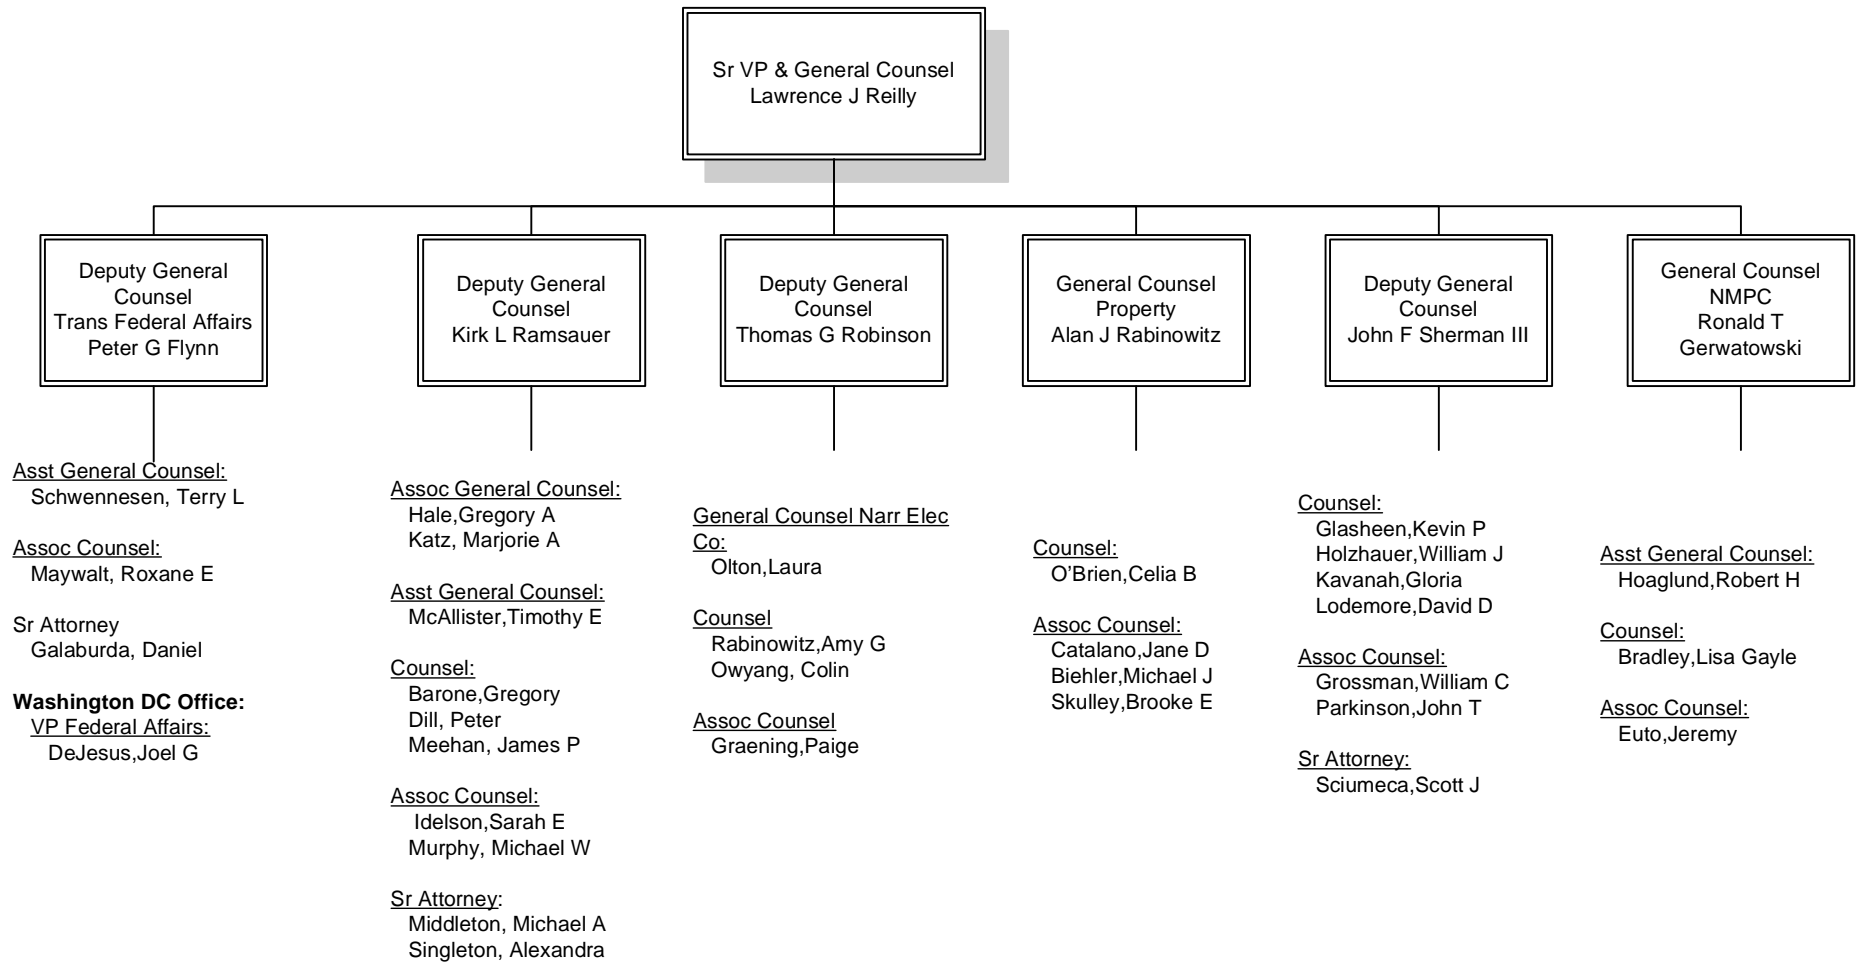 Sr VP & General Counsel
Lawrence J Reilly
Deputy General
Counsel
Trans Federal Affairs
Peter G Flynn
Deputy General
Counsel
Kirk L Ramsauer
Deputy General
Counsel
Thomas G Robinson
General Counsel
Property
Alan J Rabinowitz
Deputy General
Counsel
John F Sherman III
General Counsel
NMPC
Ronald T
Gerwatowski
Asst General Counsel:
Schwennesen, Terry L
Assoc Counsel:
Maywalt, Roxane E
Sr Attorney
Galaburda, Daniel
Washington DC Office:
VP Federal Affairs:
DeJesus,Joel G
Assoc General Counsel:
Hale,Gregory A
Katz, Marjorie A
Asst General Counsel:
McAllister,Timothy E
Counsel:
Barone,Gregory
Dill, Peter
Meehan, James P
Assoc Counsel:
Idelson,Sarah E
Murphy, Michael W
Sr Attorney:
Middleton, Michael A
Singleton, Alexandra
General Counsel Narr Elec
Co:
Olton,Laura
Counsel
Rabinowitz,Amy G
Owyang, Colin
Assoc Counsel
Graening,Paige
Counsel:
O'Brien,Celia B
Assoc Counsel:
Catalano,Jane D
Biehler,Michael J
Skulley,Brooke E
Counsel:
Glasheen,Kevin P
Holzhauer,William J
Kavanah,Gloria
Lodemore,David D
Assoc Counsel:
Grossman,William C
Parkinson,John T
Sr Attorney:
Sciumeca,Scott J
Asst General Counsel:
Hoaglund,Robert H
Counsel:
Bradley,Lisa Gayle
Assoc Counsel:
Euto,Jeremy